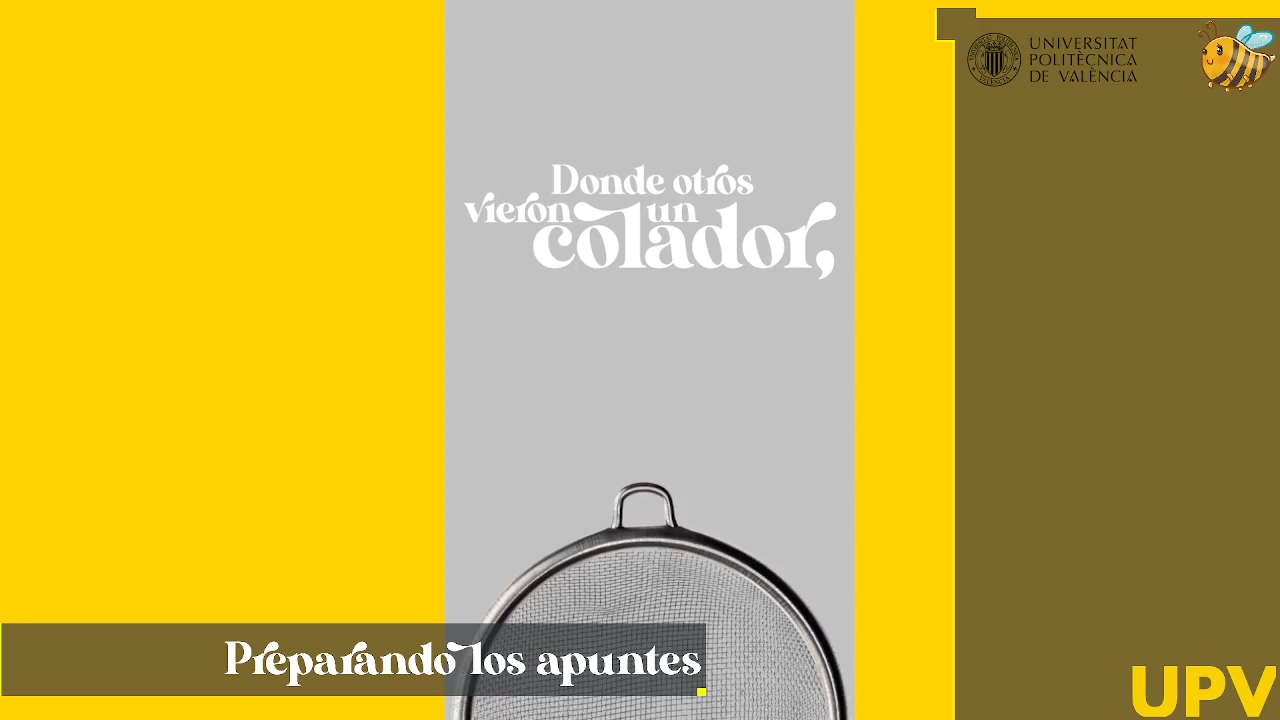 UNIVERSITAT
POLITÈCNICA
DE VALÈNCIA
Donde otros
vieron un
colador,
Preparando los apuntes
UPV